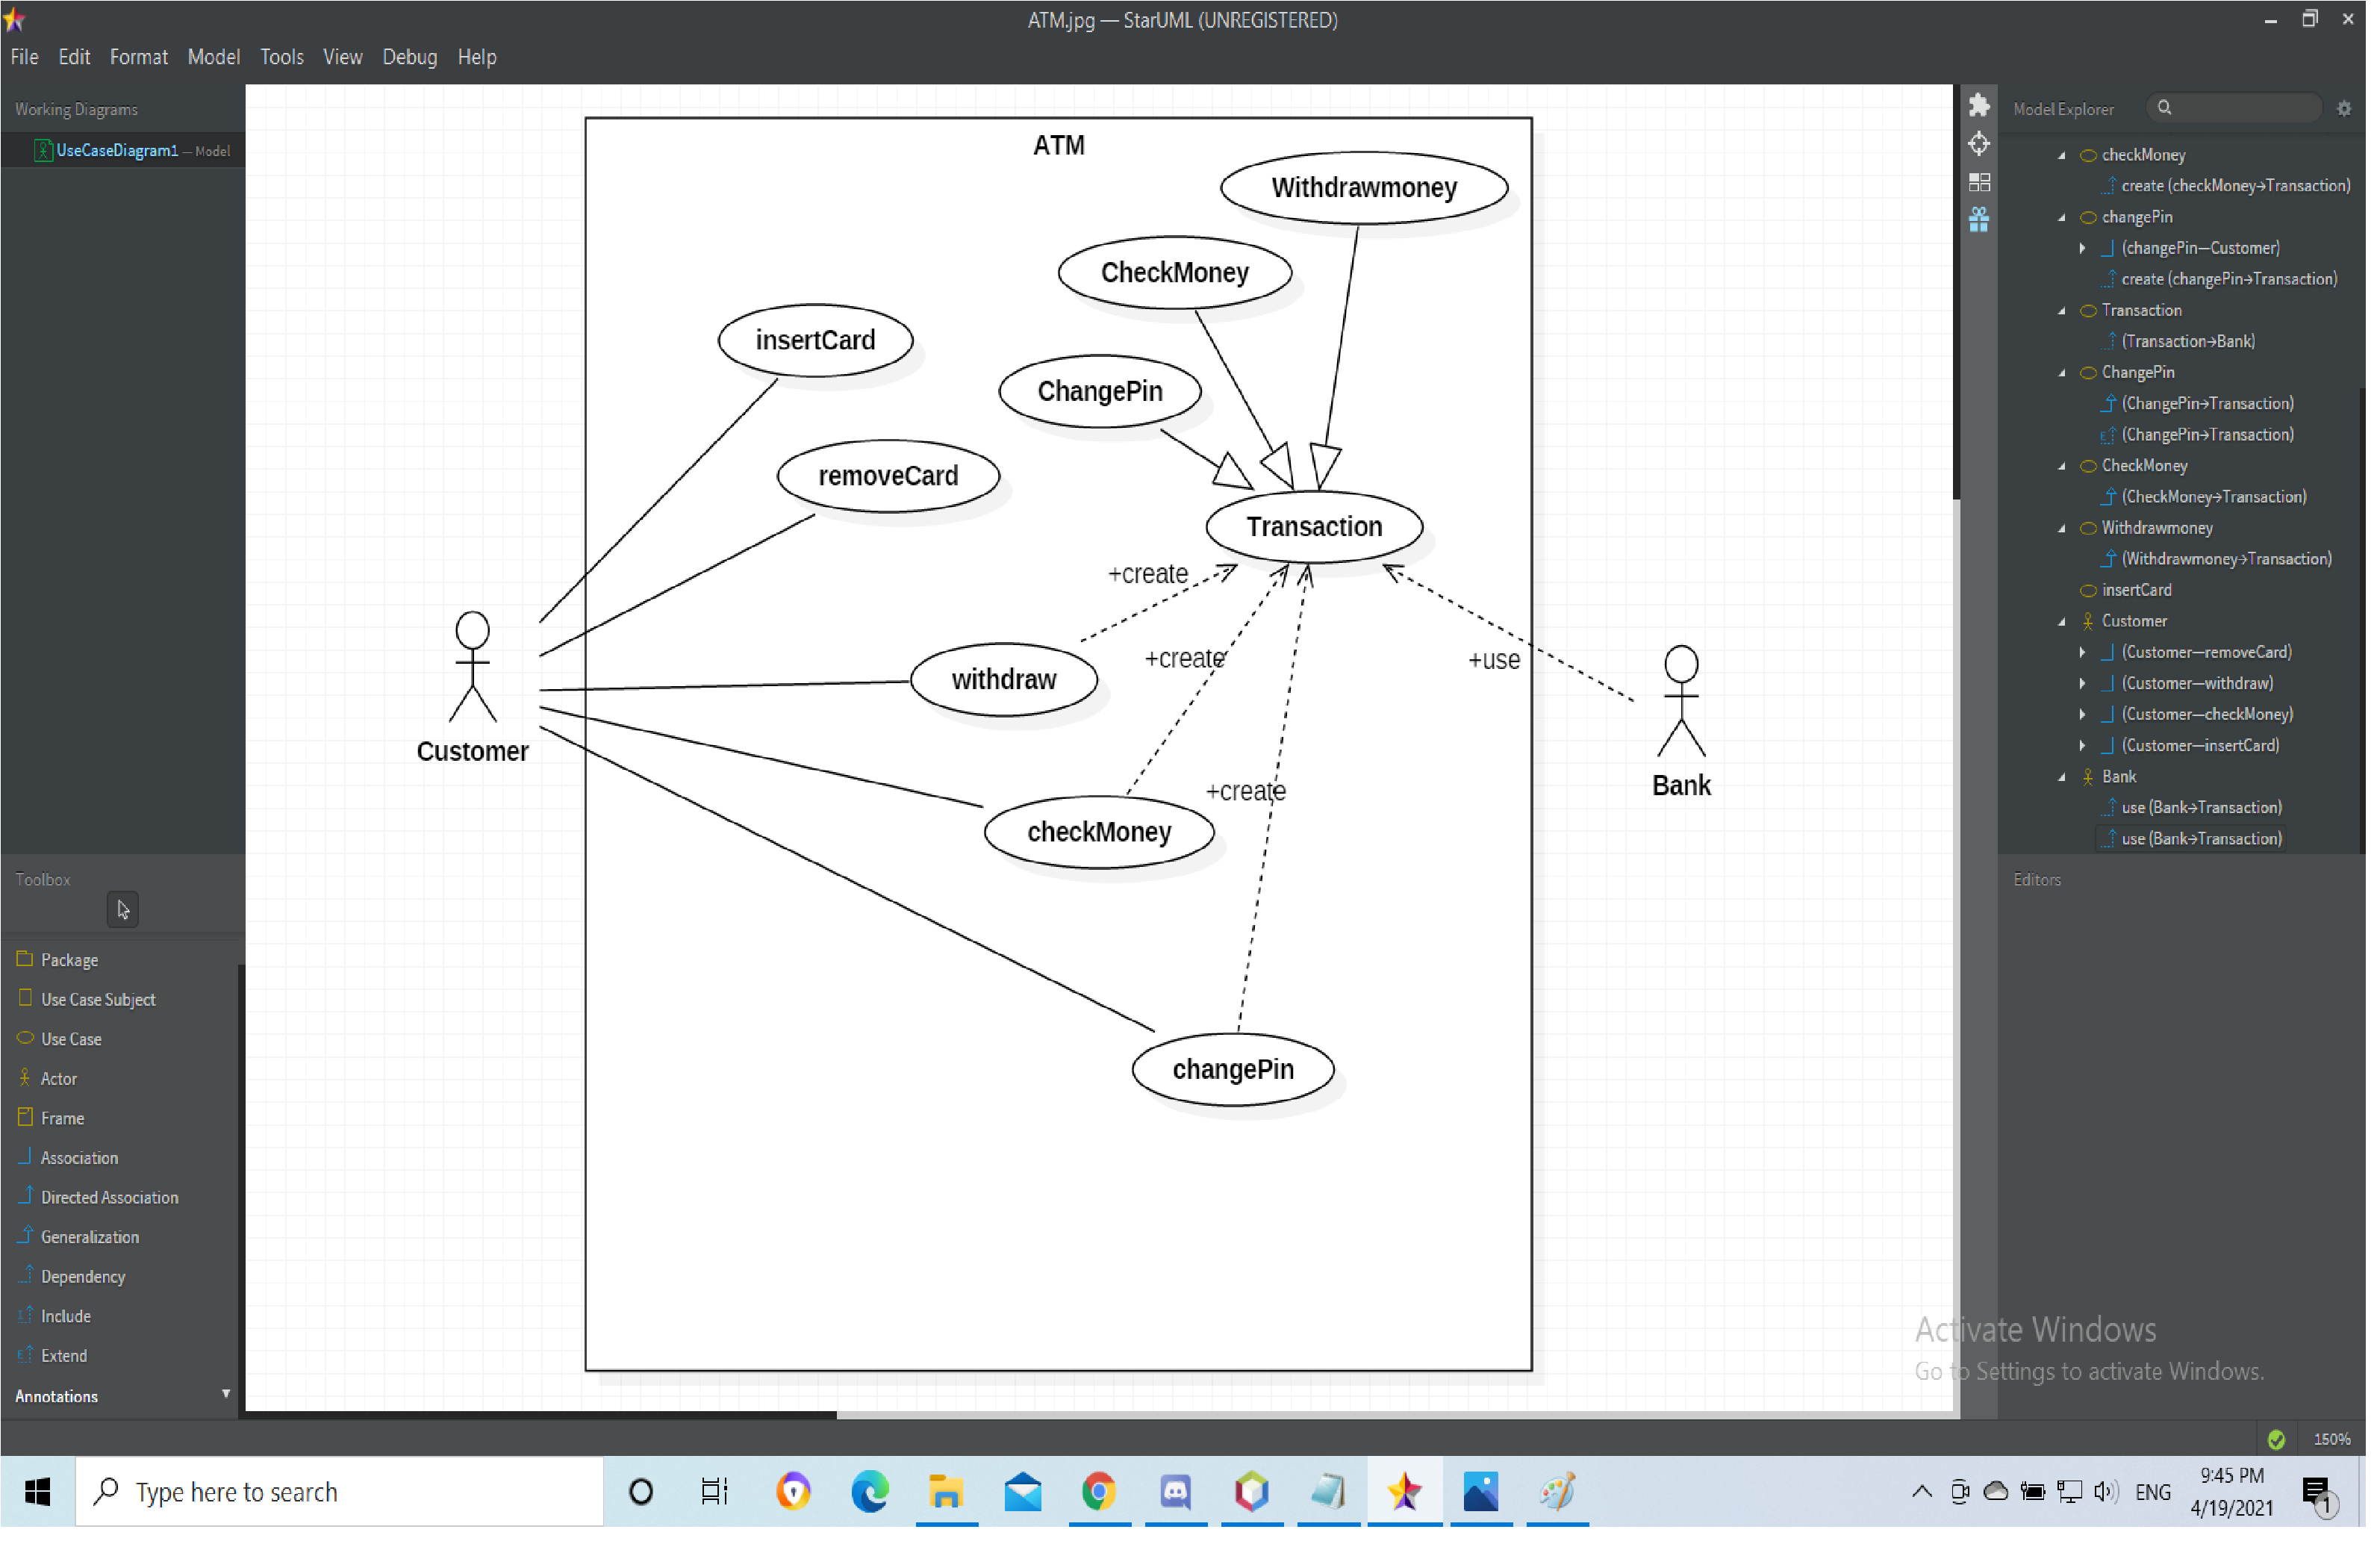 ATM.jpg — StarUML (UNREGISTERED)
File Edit Format Model Tools View Debug Help
Working Diagrams
UseCaseDiagram1 — Model
Toolbox
Package
Use Case Subject
Use Case
Actor
Frame
Association
Directed Association
Generalization
Dependency
Include
Extend
Annotations
ATM
Withdrawmoney
CheckMoney
insertCard
ChangePin
removeCard
Transaction
+create
+create
+use
withdraw
Customer
Bank
+create
checkMoney
changePin
Model Explorer
checkMoney
create (checkMoney→Transaction)
changePin
(changePin—Customer)
create (changePin→Transaction)
Transaction
(Transaction→Bank)
ChangePin
(ChangePin→Transaction)
(ChangePin→Transaction)
CheckMoney
(CheckMoney→Transaction)
Withdrawmoney
(Withdrawmoney→Transaction)
insertCard
Customer
(Customer—removeCard)
(Customer—withdraw)
(Customer—checkMoney)
(Customer—insertCard)
Bank
use (Bank→Transaction)
use (Bank→Transaction)
Editors
Activate Windows
Go to Settings to activate Windows.
150%
Type here to search
ENG
9:45 PM
4/19/2021
1